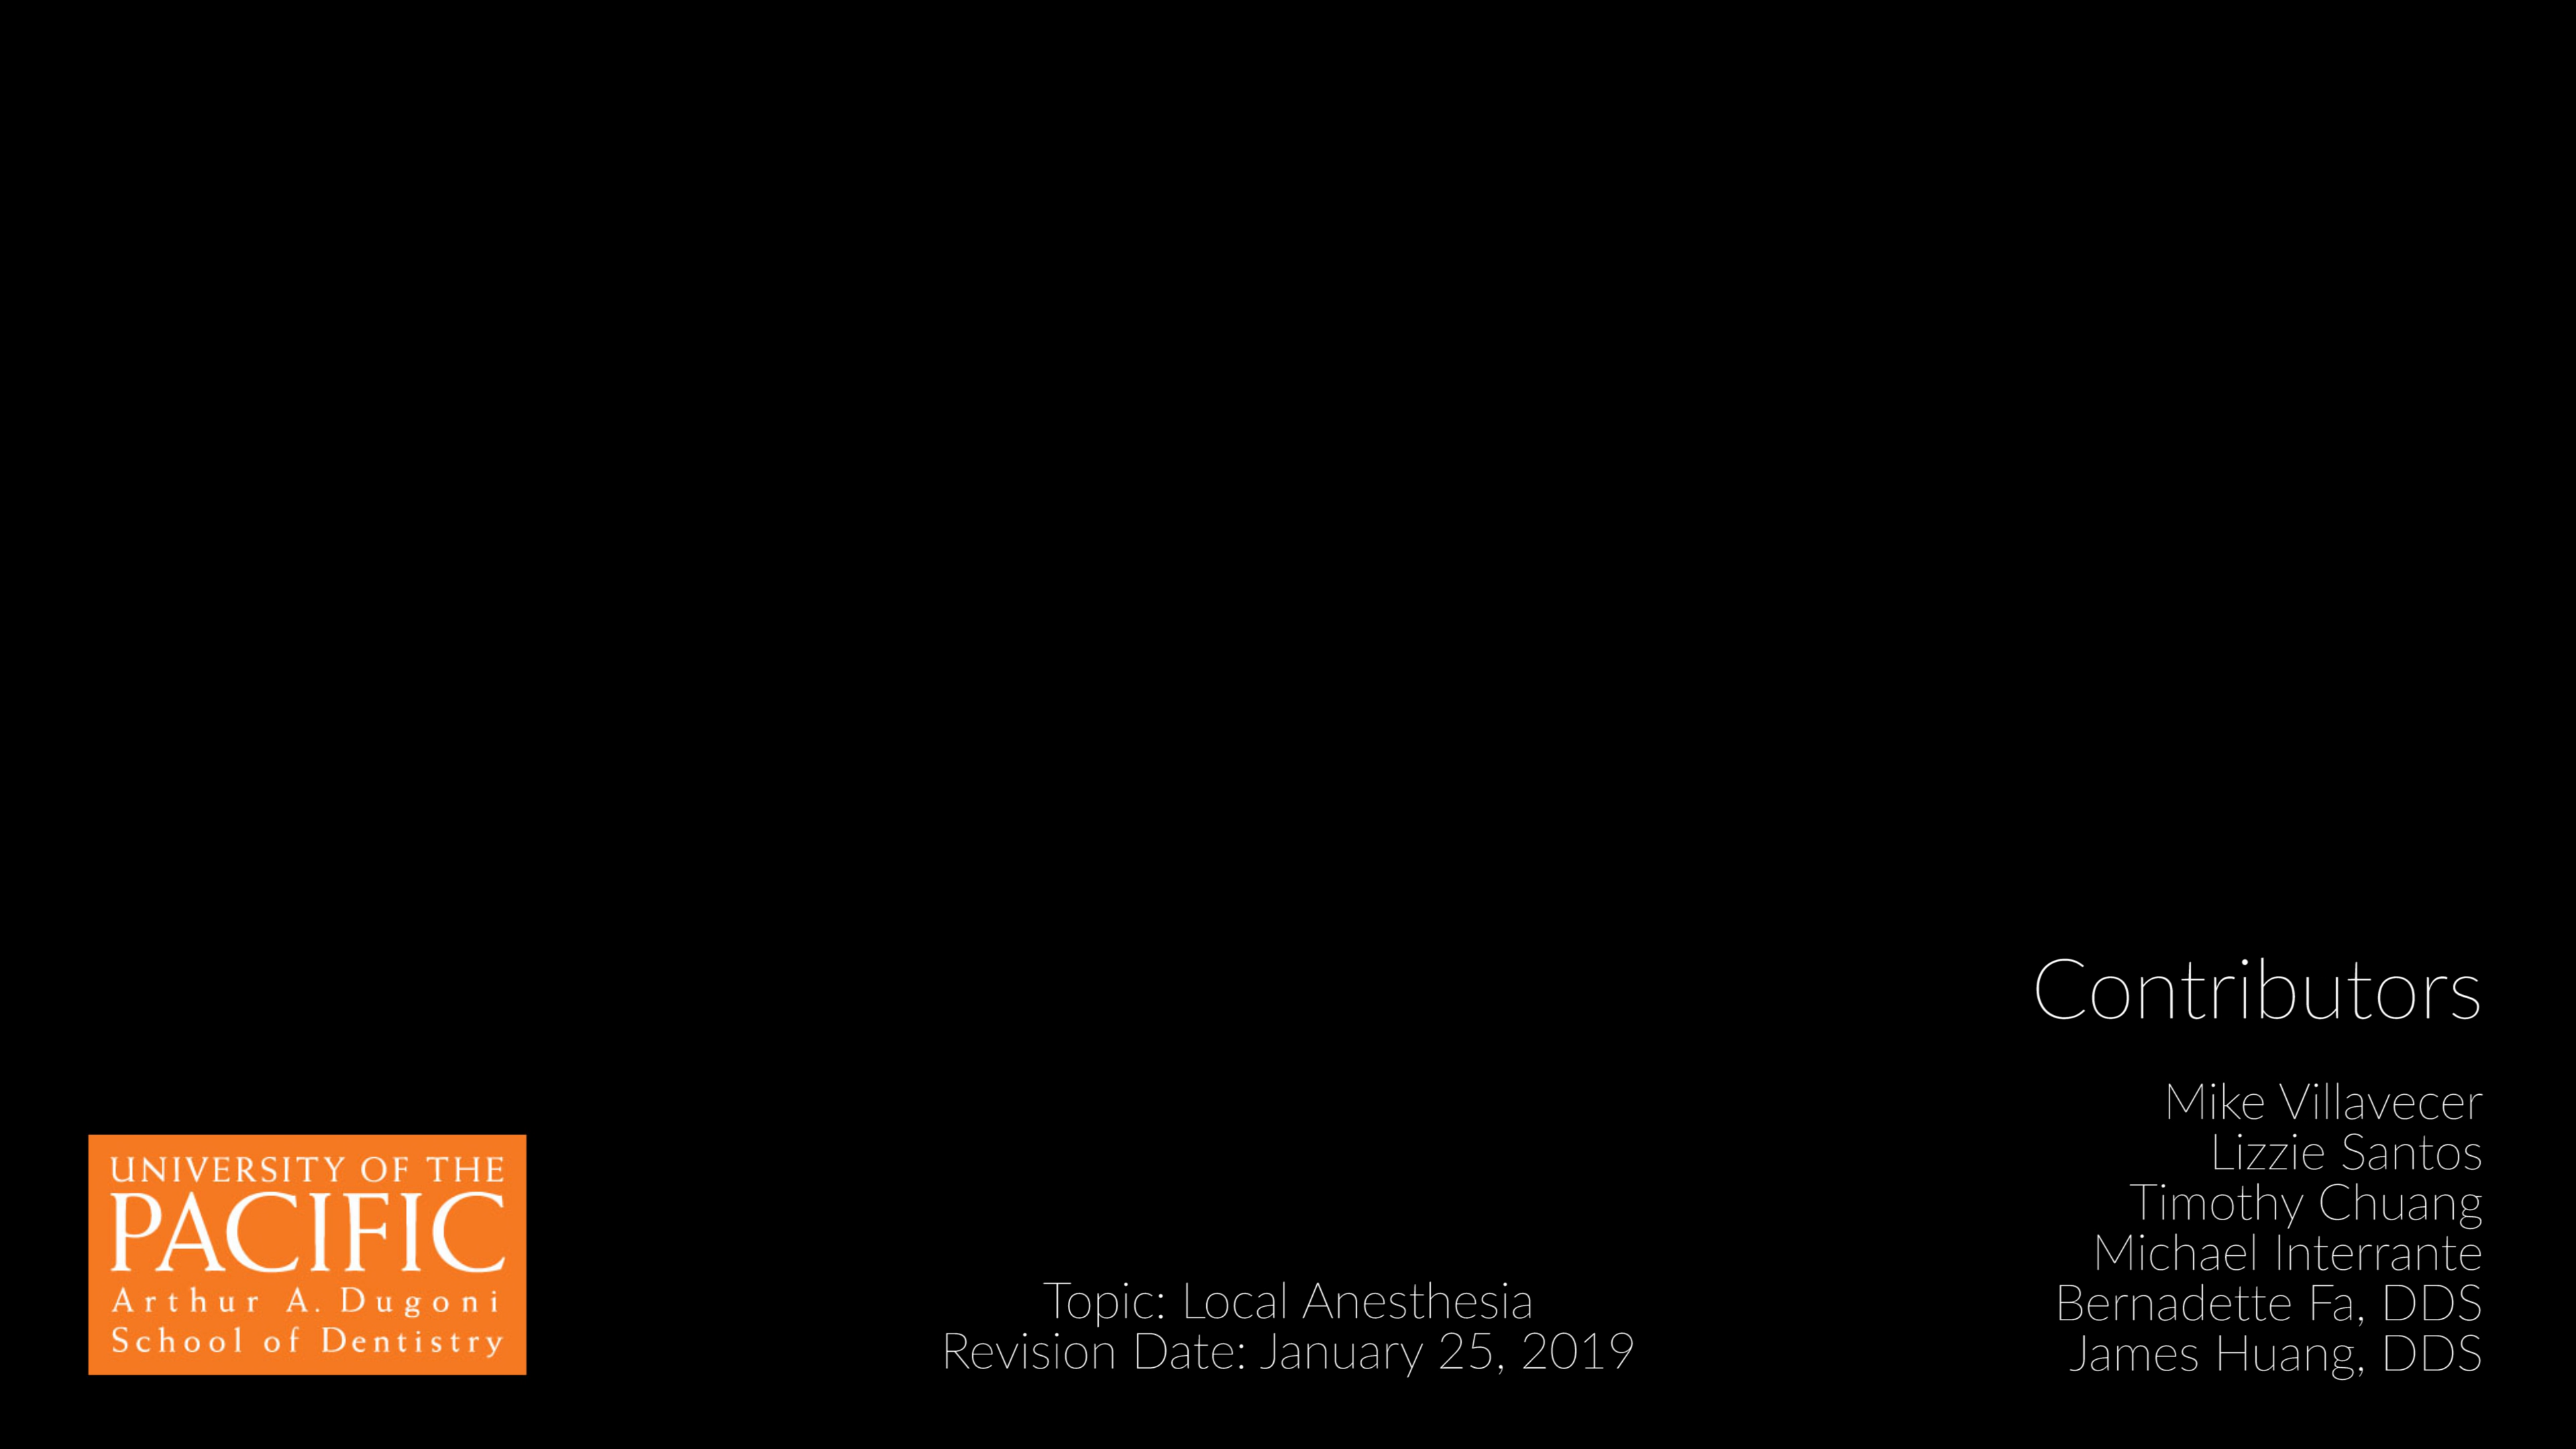 UNIVERSITY OF THE
PACIFIC
Arthur A. Dugoni
School of Dentistry
Topic: Local Anesthesia
Revision Date: January 25, 2019
Contributors
Mike Villavecer
Lizzie Santos
Timothy Chuang
Michael Interrante
Bernadette Fa, DDS
James Huang, DDS